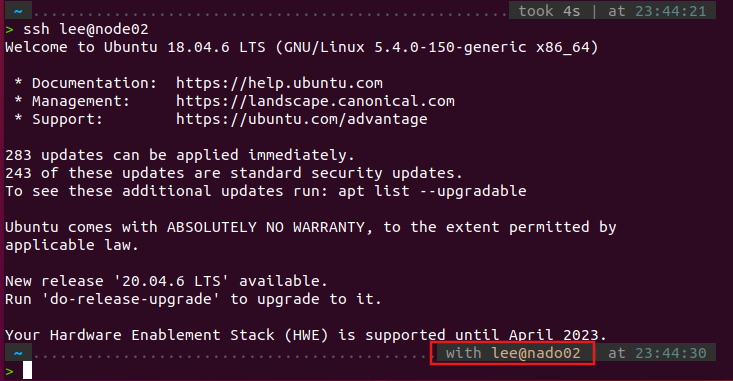 ~ took 4s | at 23:44:21
> ssh lee@node02
Welcome to Ubuntu 18.04.6 LTS (GNU/Linux 5.4.0-150-generic x86_64)
* Documentation: https://help.ubuntu.com
* Management: https://landscape.canonical.com
* Support: https://ubuntu.com/advantage
283 updates can be applied immediately.
243 of these updates are standard security updates.
To see these additional updates run: apt list --upgradable
Ubuntu comes with ABSOLUTELY NO WARRANTY, to the extent permitted by
applicable law.
New release '20.04.6 LTS' available.
Run 'do-release-upgrade' to upgrade to it.
Your Hardware Enablement Stack (HWE) is supported until April 2023.
~ with lee@nado02 at 23:44:30
>